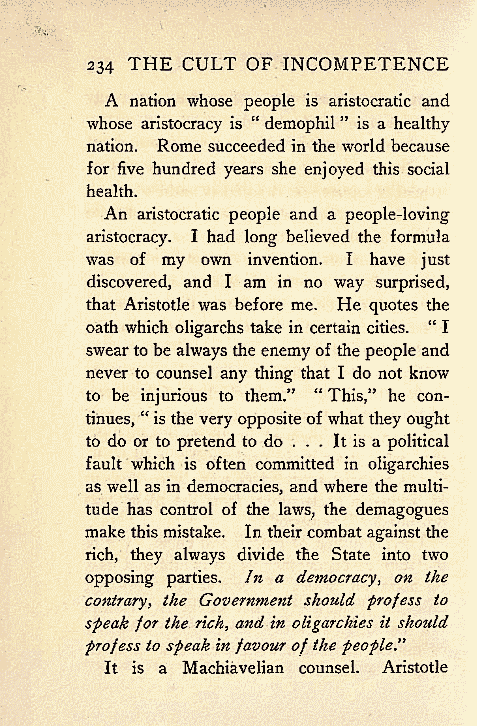 234 THE CULT OF INCOMPETENCE
A nation whose people is aristocratic and
whose aristocracy is " demophil " is a healthy
nation. Rome succeeded in the world because
for five hundred years she enjoyed this social
health.
An aristocratic people and a people-loving
aristocracy. I had long believed the formula
was of my own invention. I have just
discovered, and I am in no way surprised,
that Aristotle was before me. He quotes the
oath which oligarchs take in certain cities. " I
swear to be always the enemy of the people and
never to counsel any thing that I do not know
to be injurious to them." " This," he con-
tinues, " is the very opposite of what they ought
to do or to pretend to do . . . It is a political
fault which is often committed in oligarchies
as well as in democracies, and where the multi-
tude has control of the laws, the demagogues
make this mistake. In their combat against the
rich, they always divide the State into two
opposing parties. In a democracy, on the
contrary, the Government should profess to
speak for the rich, and in oligarchies it should
profess to speak in favour of the people."
It is a Machiavelian counsel. Aristotle